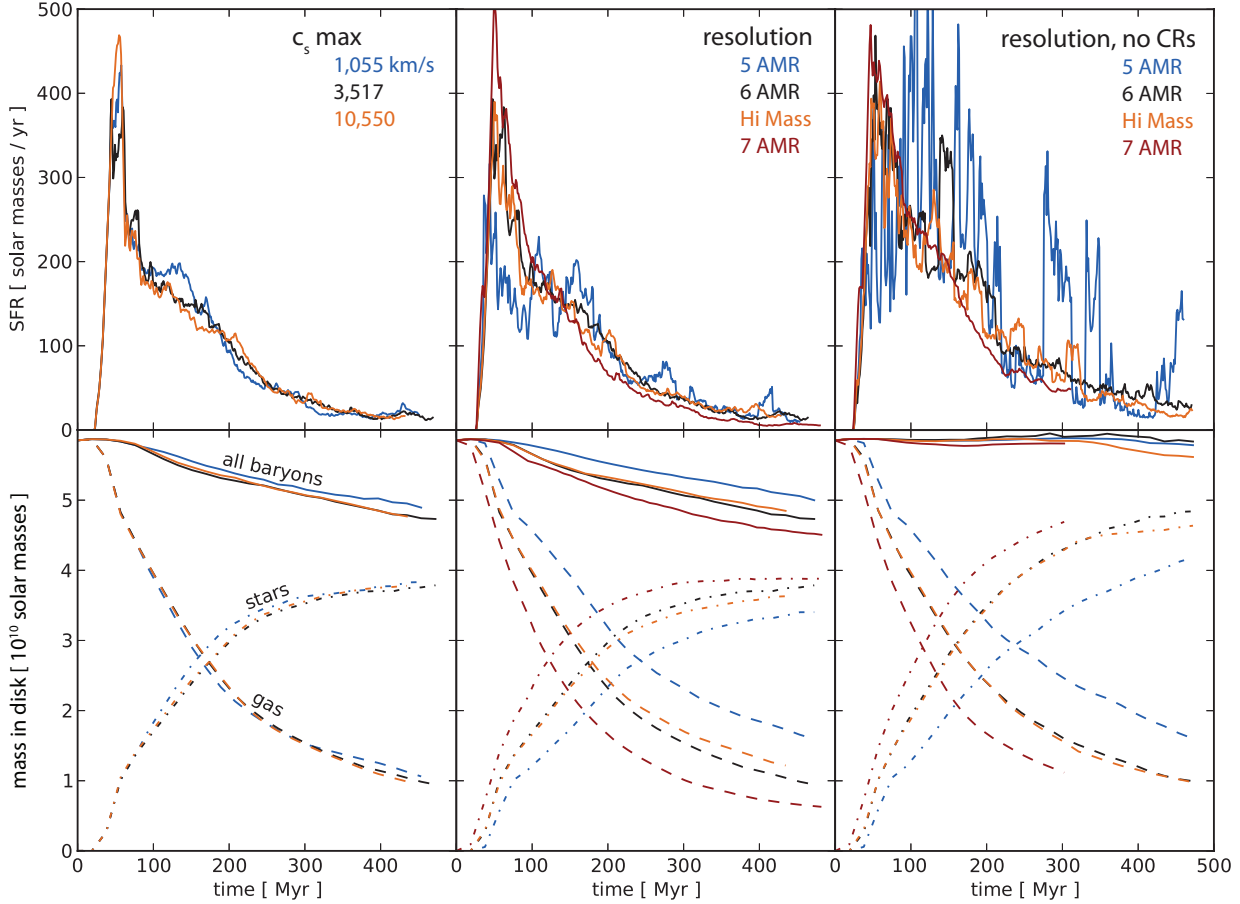 c_s max
1,055 km/s
3,517
10,550
resolution
5 AMR
6 AMR
Hi Mass
7 AMR
resolution, no CRs
5 AMR
6 AMR
Hi Mass
7 AMR
SFR [ solar masses / yr ]
500
400
300
200
100
0
all baryons
stars
gas
mass in disk [ 10^10 solar masses ]
5
4
3
2
1
0
0 100 200 300 400
0 100 200 300 400
0 100 200 300 400 500
time [ Myr ]
time [ Myr ]
time [ Myr ]